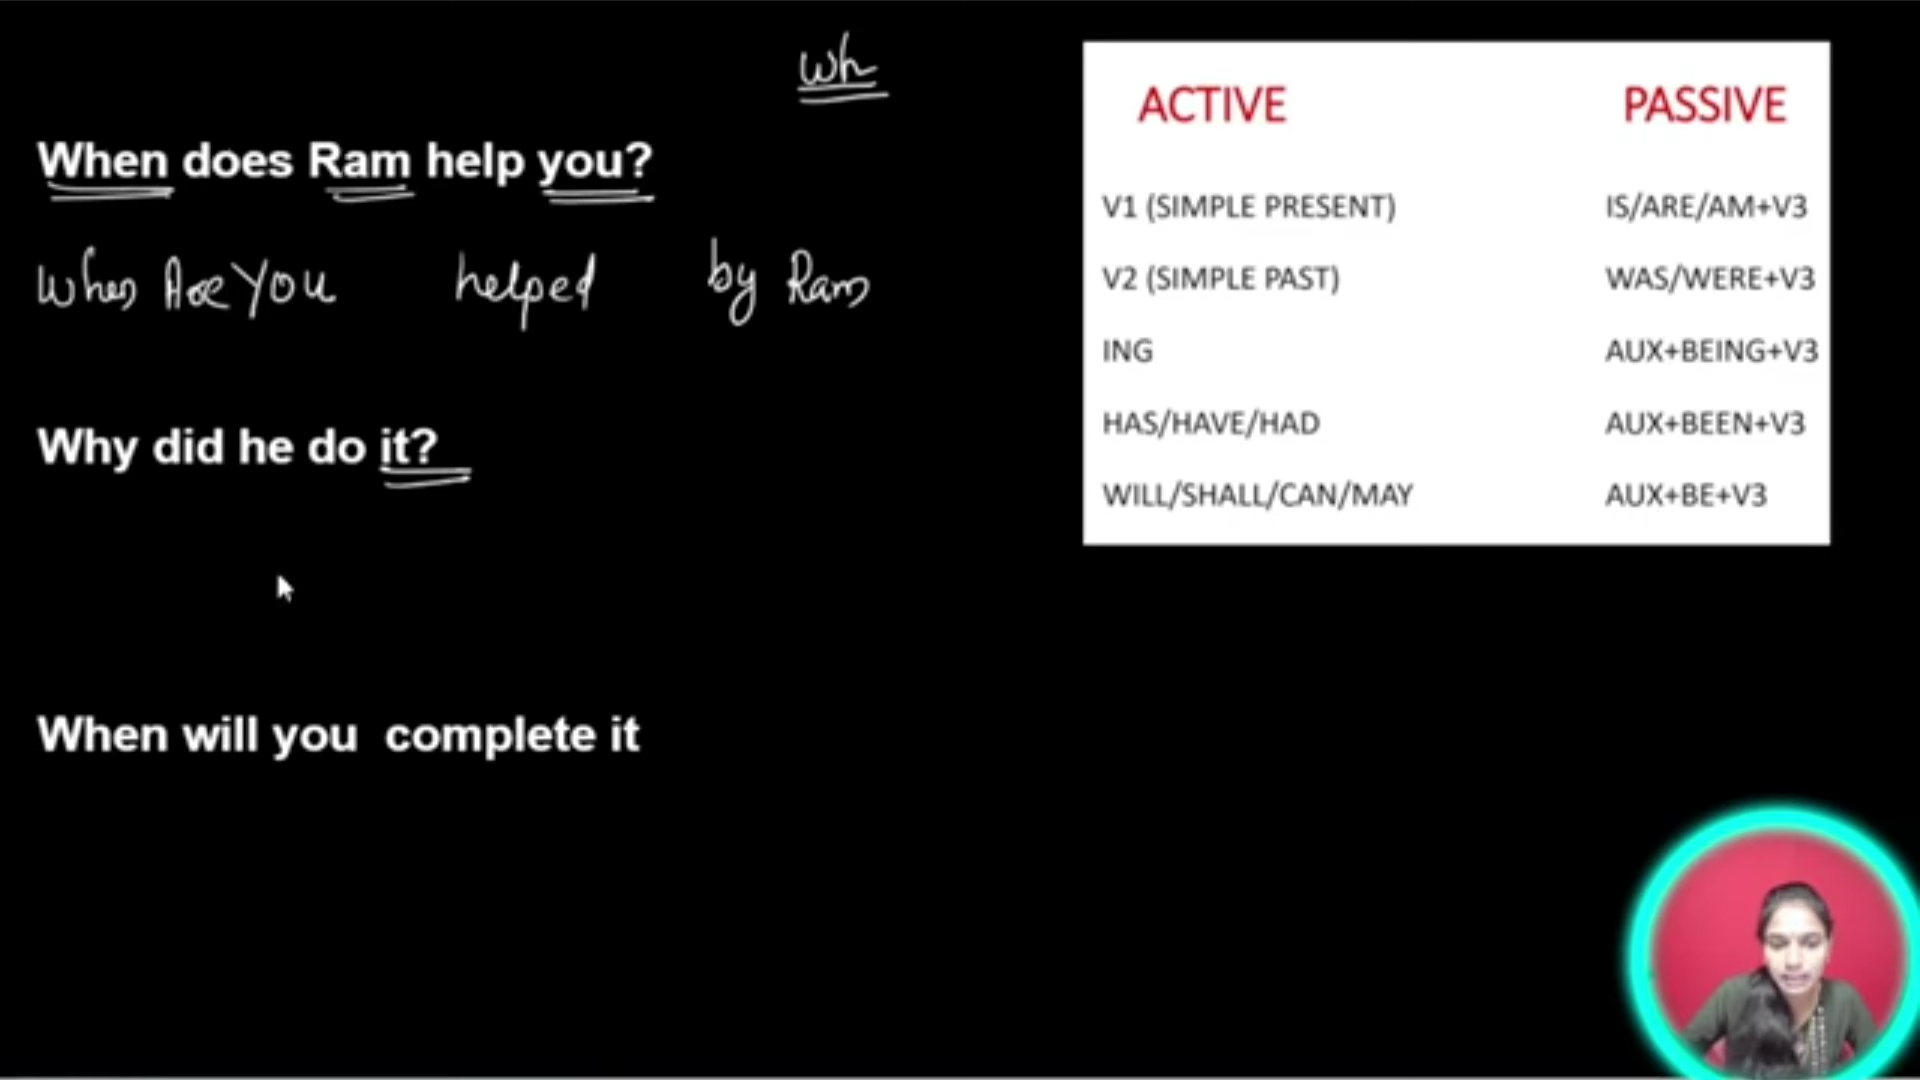 wh
When does Ram help you?
When Are You helped by Ram
Why did he do it?
When will you complete it
ACTIVE PASSIVE
V1 (SIMPLE PRESENT) IS/ARE/AM+V3
V2 (SIMPLE PAST) WAS/WERE+V3
ING AUX+BEING+V3
HAS/HAVE/HAD AUX+BEEN+V3
WILL/SHALL/CAN/MAY AUX+BE+V3